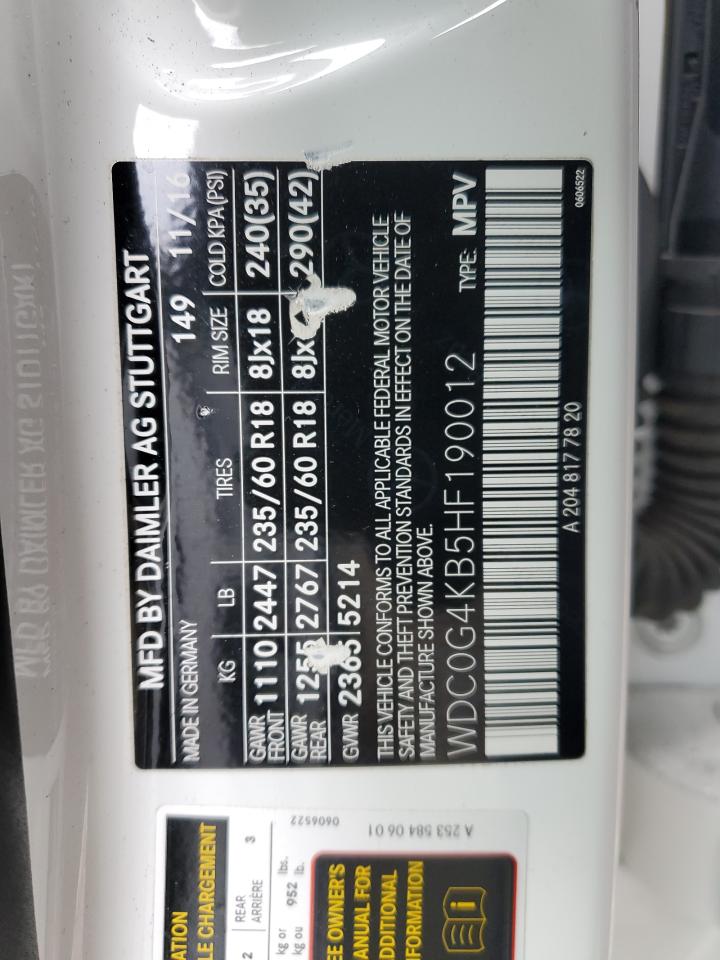 MFD BY DAIMLER AG STUTTGART
MADE IN GERMANY 149 11/16
KG LB TIRES RIM SIZE COLD KPA(PSI)
GAWR FRONT 1110 2447 235/60 R18 8Jx18 240(35)
GAWR REAR 2767 235/60 R18 290(42)
GVWR 2365 5214
THIS VEHICLE CONFORMS TO ALL APPLICABLE FEDERAL MOTOR VEHICLE
SAFETY AND THEFT PREVENTION STANDARDS IN EFFECT ON THE DATE OF
MANUFACTURE SHOWN ABOVE.
WDC0G4KB5HF190012 TYPE: MPV
A 204 817 78 20
0606522
ATION
LE CHARGEMENT
2 REAR 3
ARRIÈRE
kg or 952 lbs.
kg ou lb.
EE OWNER'S
ANUAL FOR
ADDITIONAL
FORMATION
0606522
A 253 584 06 01